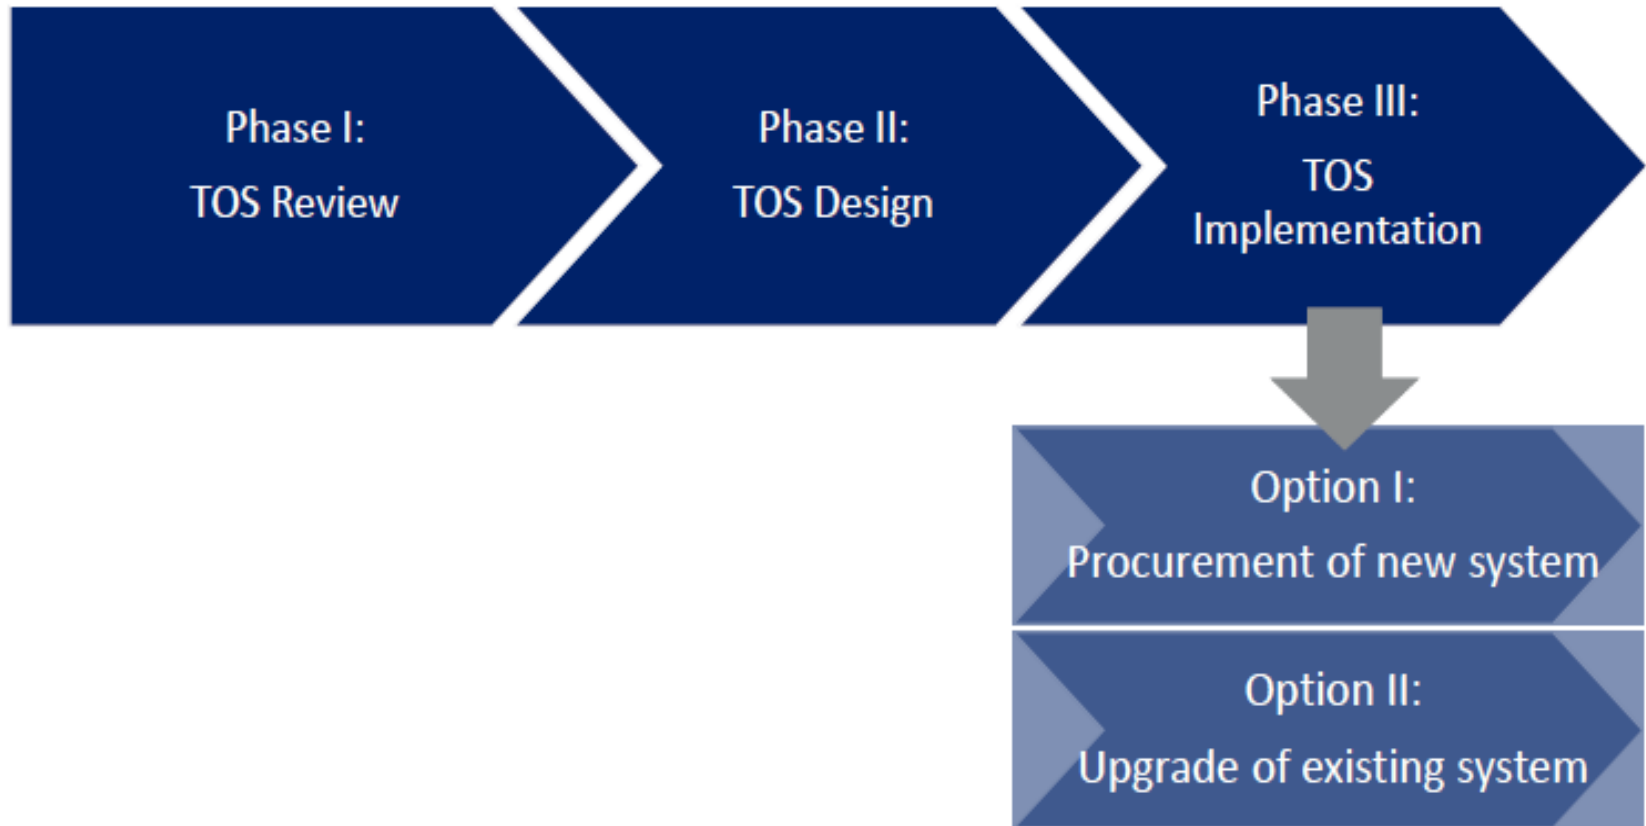 Phase I:
TOS Review
Phase II:
TOS Design
Phase III:
TOS
Implementation
Option I:
Procurement of new system
Option II:
Upgrade of existing system